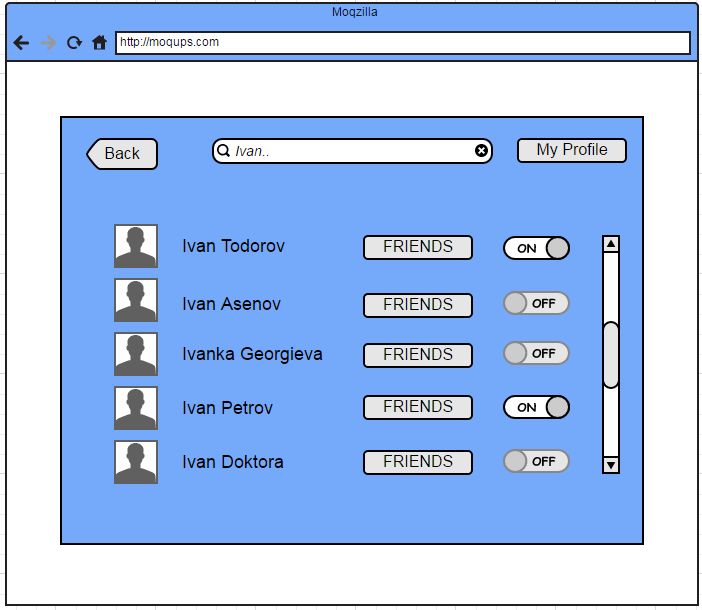 Moqzilla
http://moqups.com
Back
Ivan..
My Profile
Ivan Todorov FRIENDS ON
Ivan Asenov FRIENDS OFF
Ivanka Georgieva FRIENDS OFF
Ivan Petrov FRIENDS ON
Ivan Doktora FRIENDS OFF